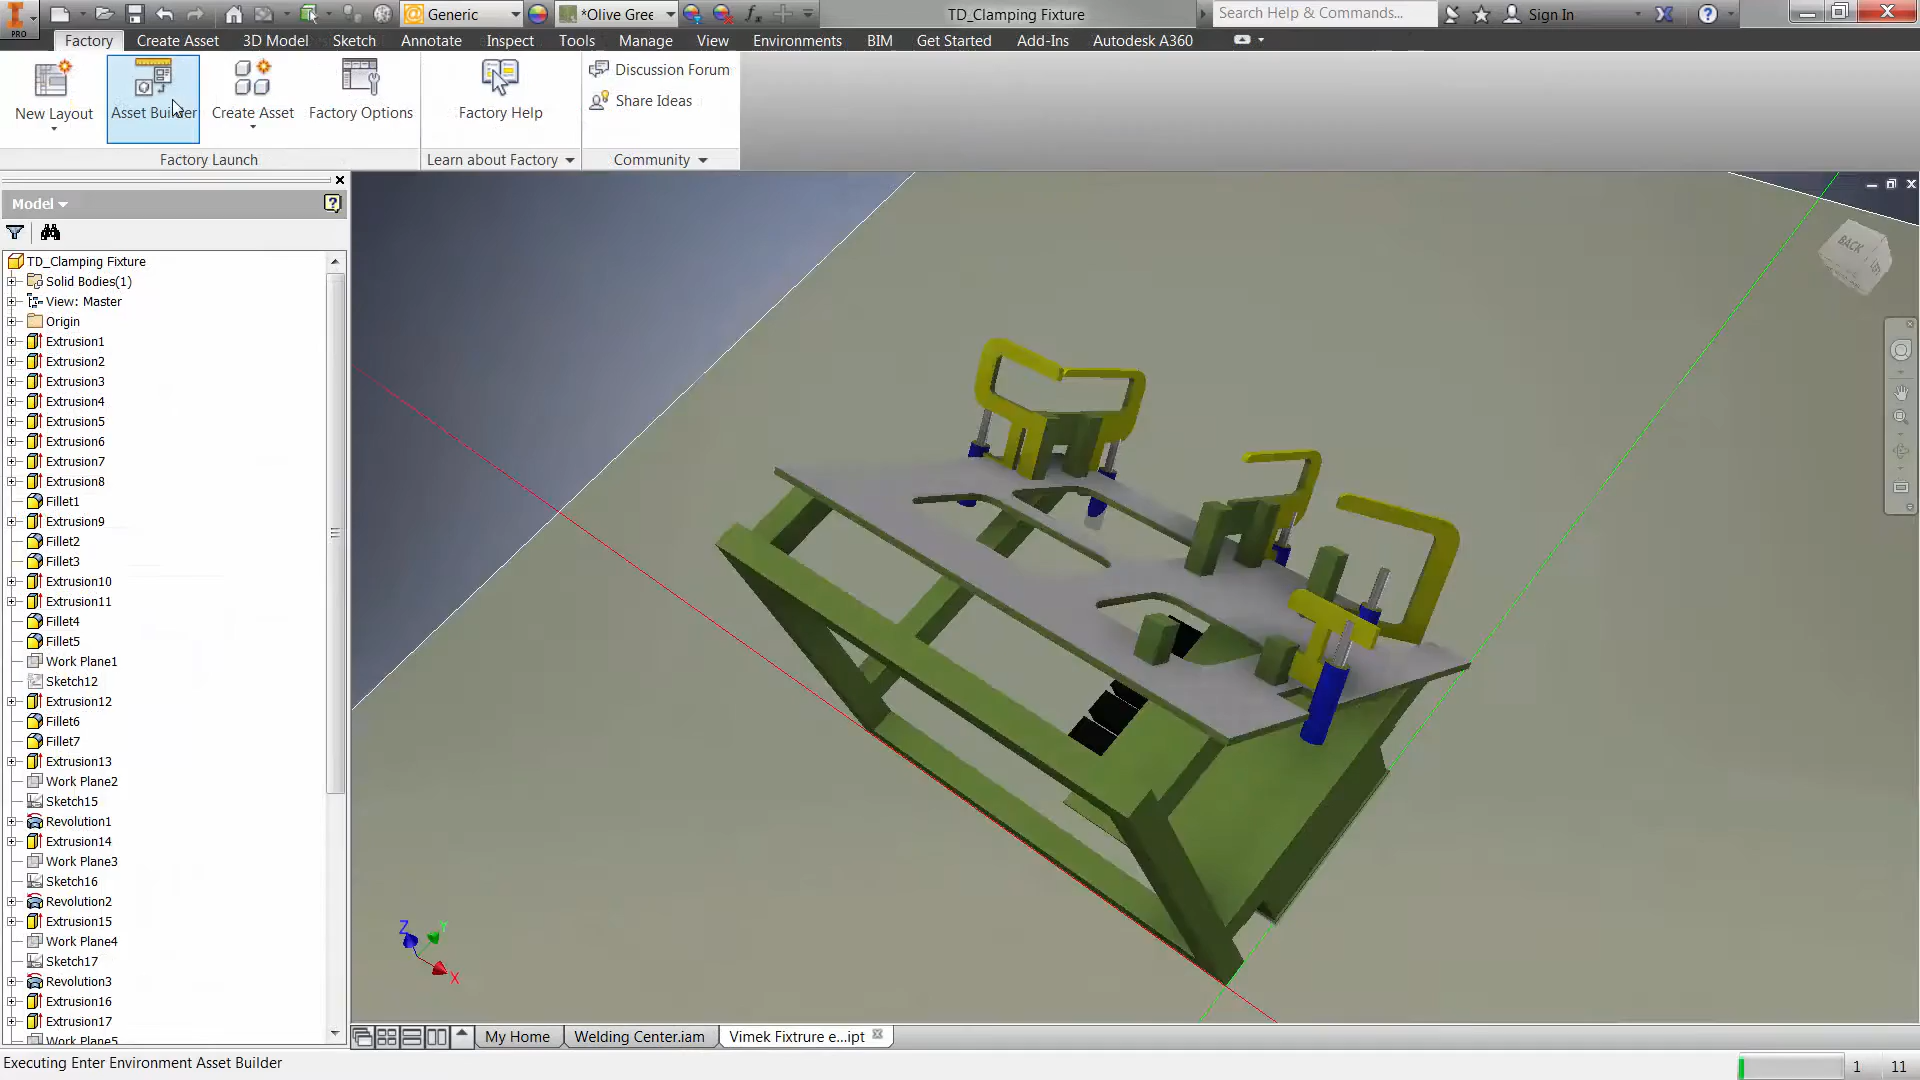 PRO
Generic
*Olive Gree
TD_Clamping Fixture
Search Help & Commands...
Sign In
Factory
Create Asset
3D Model
Sketch
Annotate
Inspect
Tools
Manage
View
Environments
BIM
Get Started
Add-Ins
Autodesk A360
New Layout
Asset Builder
Create Asset
Factory Options
Factory Help
Discussion Forum
Share Ideas
Factory Launch
Learn about Factory
Community
Model
TD_Clamping Fixture
Solid Bodies(1)
View: Master
Origin
Extrusion1
Extrusion2
Extrusion3
Extrusion4
Extrusion5
Extrusion6
Extrusion7
Extrusion8
Fillet1
Extrusion9
Fillet2
Fillet3
Extrusion10
Extrusion11
Fillet4
Fillet5
Work Plane1
Sketch12
Extrusion12
Fillet6
Fillet7
Extrusion13
Work Plane2
Sketch15
Revolution1
Extrusion14
Work Plane3
Sketch16
Revolution2
Extrusion15
Work Plane4
Sketch17
Revolution3
Extrusion16
Extrusion17
Work Plane5
BACK
Z
Y
X
My Home
Welding Center.iam
Vimek Fixtrure e...ipt
Executing Enter Environment Asset Builder
1
11